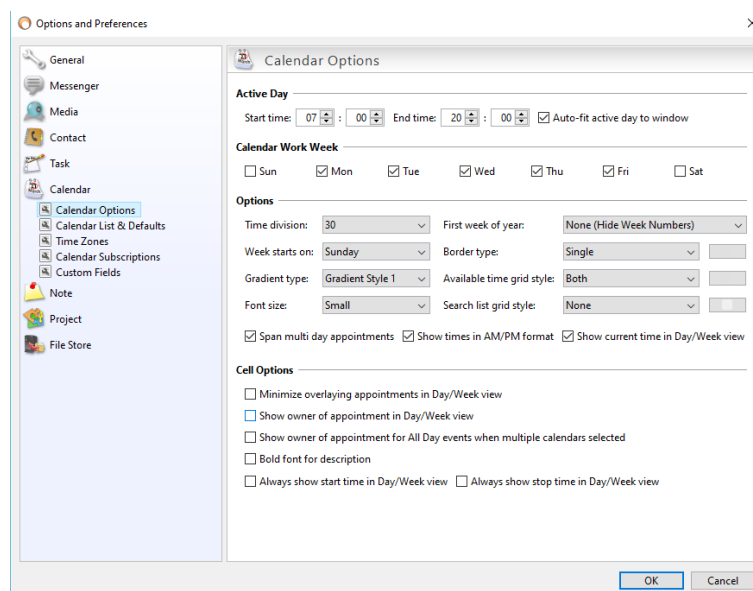 Options and Preferences
General
Messenger
Media
Contact
Task
Calendar
Calendar Options
Calendar List & Defaults
Time Zones
Calendar Subscriptions
Custom Fields
Note
Project
File Store
Calendar Options
Active Day
Start time: 07 : 00 End time: 20 : 00 Auto-fit active day to window
Calendar Work Week
Sun Mon Tue Wed Thu Fri Sat
Options
Time division: 30 First week of year: None (Hide Week Numbers)
Week starts on: Sunday Border type: Single
Gradient type: Gradient Style 1 Available time grid style: Both
Font size: Small Search list grid style: None
Span multi day appointments Show times in AM/PM format Show current time in Day/Week view
Cell Options
Minimize overlaying appointments in Day/Week view
Show owner of appointment in Day/Week view
Show owner of appointment for All Day events when multiple calendars selected
Bold font for description
Always show start time in Day/Week view Always show stop time in Day/Week view
OK Cancel